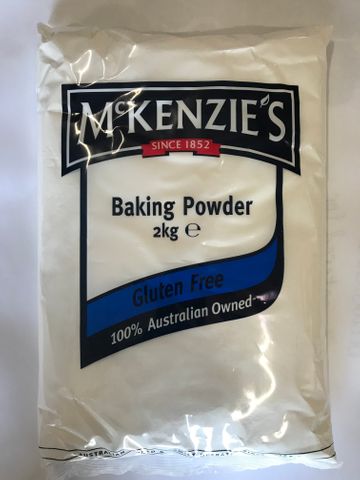 McKENZIE'S
SINCE 1852
Baking Powder
2kg ℮
Gluten Free
100% Australian Owned